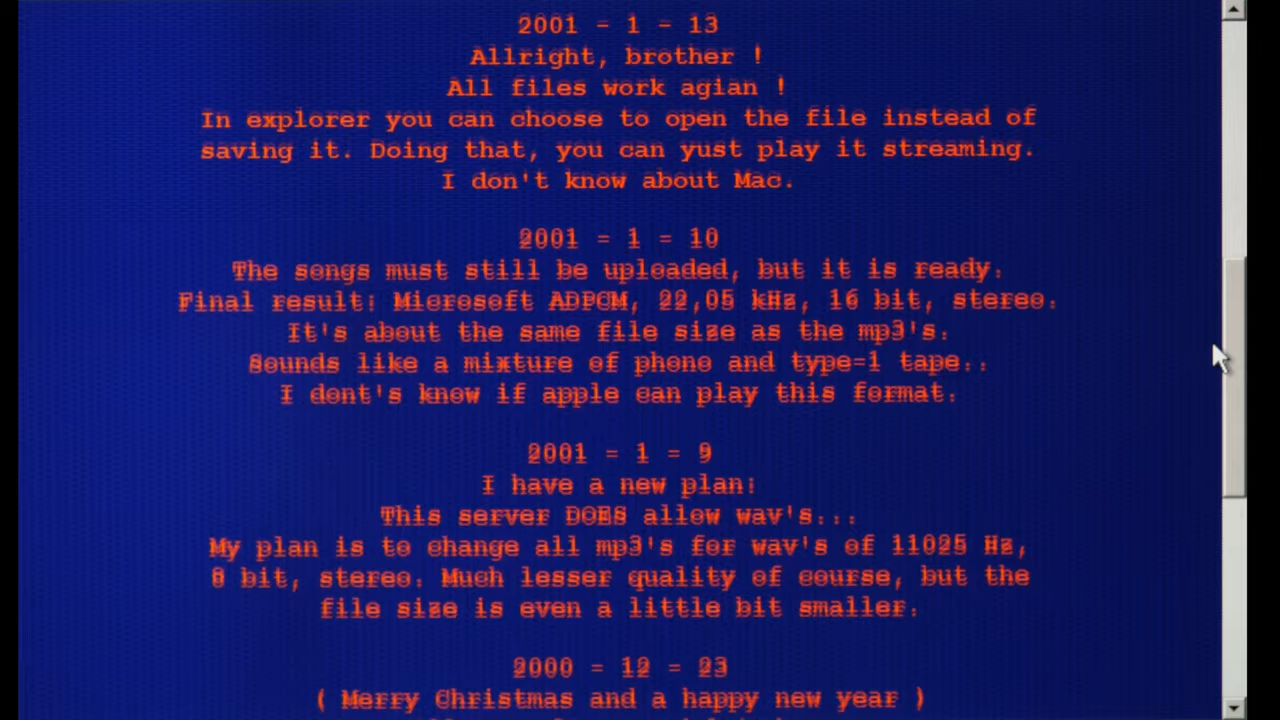 2001 - 1 - 13
Allright, brother !
All files work agian !
In explorer you can choose to open the file instead of
saving it. Doing that, you can yust play it streaming.
I don't know about Mac.
2001 - 1 - 10
The songs must still be uploaded, but it is ready.
Final result: Microsoft ADPCM, 22,05 kHz, 16 bit, stereo.
It's about the same file size as the mp3's.
Sounds like a mixture of phono and type-1 tape..
I dont's know if apple can play this format.
2001 - 1 - 9
I have a new plan:
This server DOES allow wav's...
My plan is to change all mp3's for wav's of 11025 Hz,
8 bit, stereo. Much lesser quality of course, but the
file size is even a little bit smaller.
2000 - 12 - 23
( Merry Christmas and a happy new year )